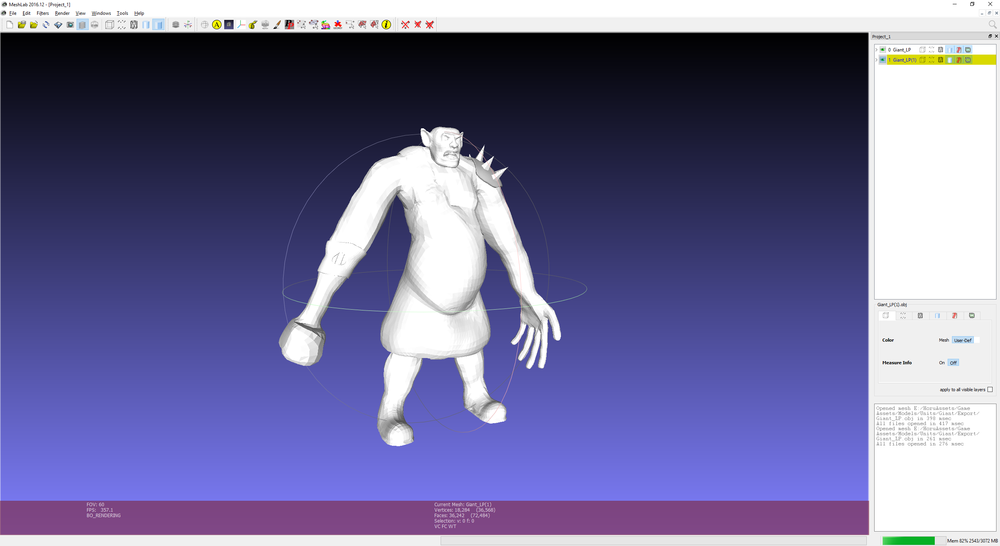 MeshLab 2016.12 - [Project_1]
File Edit Filters Render View Windows Tools Help
A
PP
GEOREF
i
Project_1
0 Giant_LP
1 Giant_LP(1)
Giant_LP(1).obj
Color Mesh User-Def
Measure Info On Off
apply to all visible layers
Opened mesh E:/HoruAssets/Game
Assets/Models/Units/Giant/Export/
Giant_LP.obj in 398 msec
All files opened in 417 msec
Opened mesh E:/HoruAssets/Game
Assets/Models/Units/Giant/Export/
Giant_LP.obj in 261 msec
All files opened in 276 msec
FOV: 60
FPS: 357.1
BO_RENDERING
Current Mesh: Giant_LP(1)
Vertices: 18,284 (36,568)
Faces: 36,242 (72,484)
Selection: v: 0 f: 0
VC FC WT
Mem 82% 2543/3072 MB